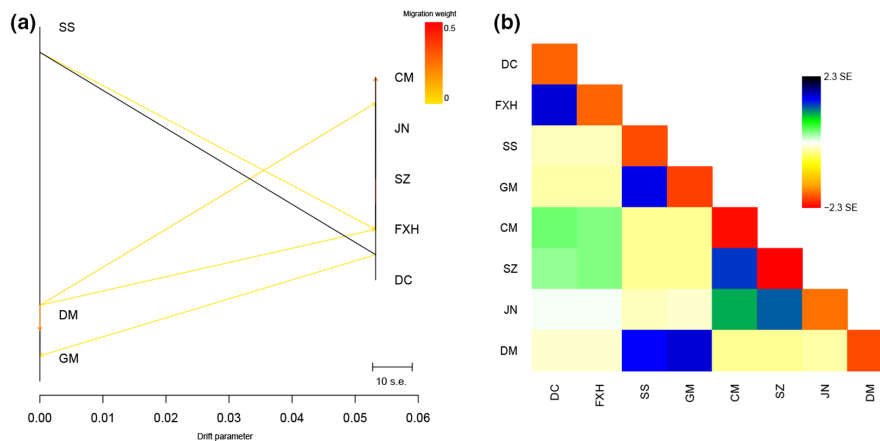 (a)
SS
DM
GM
Migration weight
0.5
0
CM
JN
SZ
FXH
DC
10 s.e.
0.00 0.01 0.02 0.03 0.04 0.05 0.06
Drift parameter
(b)
DC
FXH
SS
GM
CM
SZ
JN
DM
DC FXH SS GM CM SZ JN DM
2.3 SE
−2.3 SE